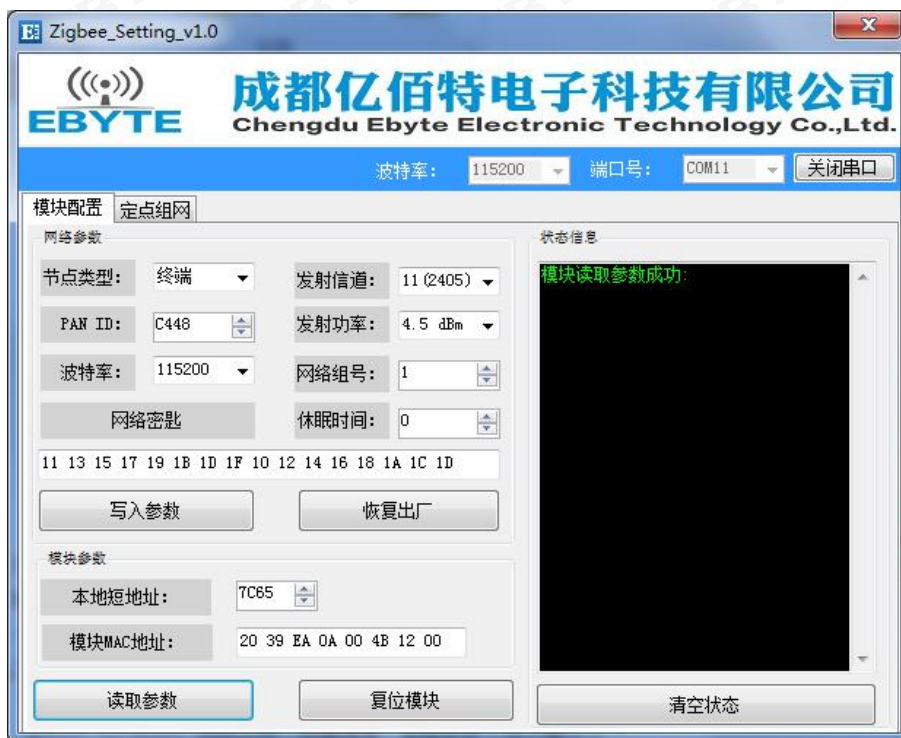 Zigbee_Setting_v1.0
EBYTE
成都亿佰特电子科技有限公司
Chengdu Ebyte Electronic Technology Co.,Ltd.
波特率: 115200 端口号: COM11 关闭串口
模块配置 定点组网
网络参数
节点类型: 终端 发射信道: 11(2405)
PAN ID: C448 发射功率: 4.5 dBm
波特率: 115200 网络组号: 1
网络密匙 休眠时间: 0
11 13 15 17 19 1B 1D 1F 10 12 14 16 18 1A 1C 1D
写入参数 恢复出厂
模块参数
本地短地址: 7C65
模块MAC地址: 20 39 EA 0A 00 4B 12 00
读取参数 复位模块
状态信息
模块读取参数成功:
清空状态